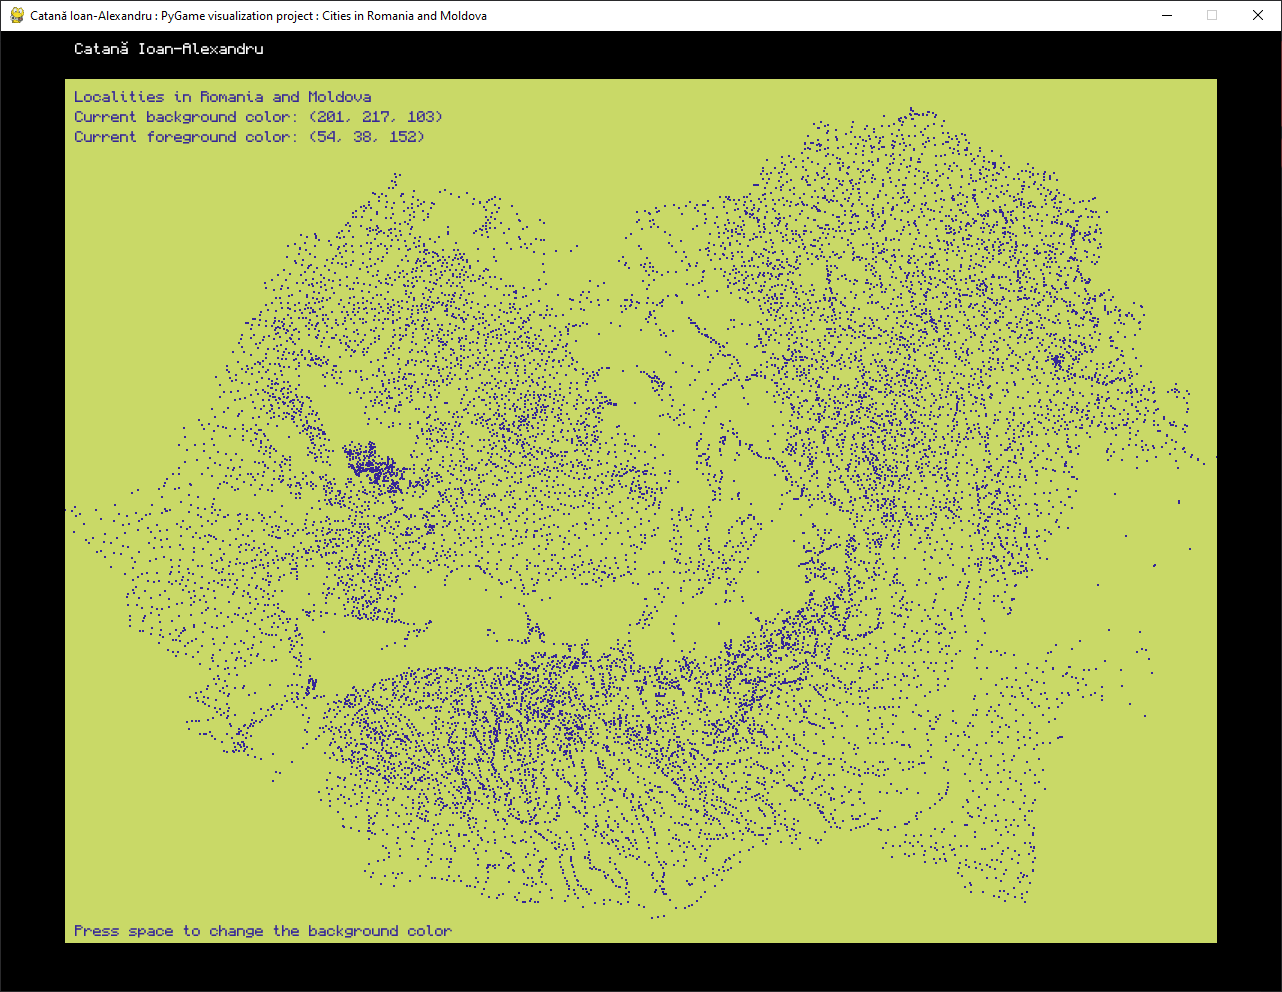 Catană Ioan-Alexandru : PyGame visualization project : Cities in Romania and Moldova
Catană Ioan-Alexandru
Localities in Romania and Moldova
Current background color: (201, 217, 103)
Current foreground color: (54, 38, 152)
Press space to change the background color